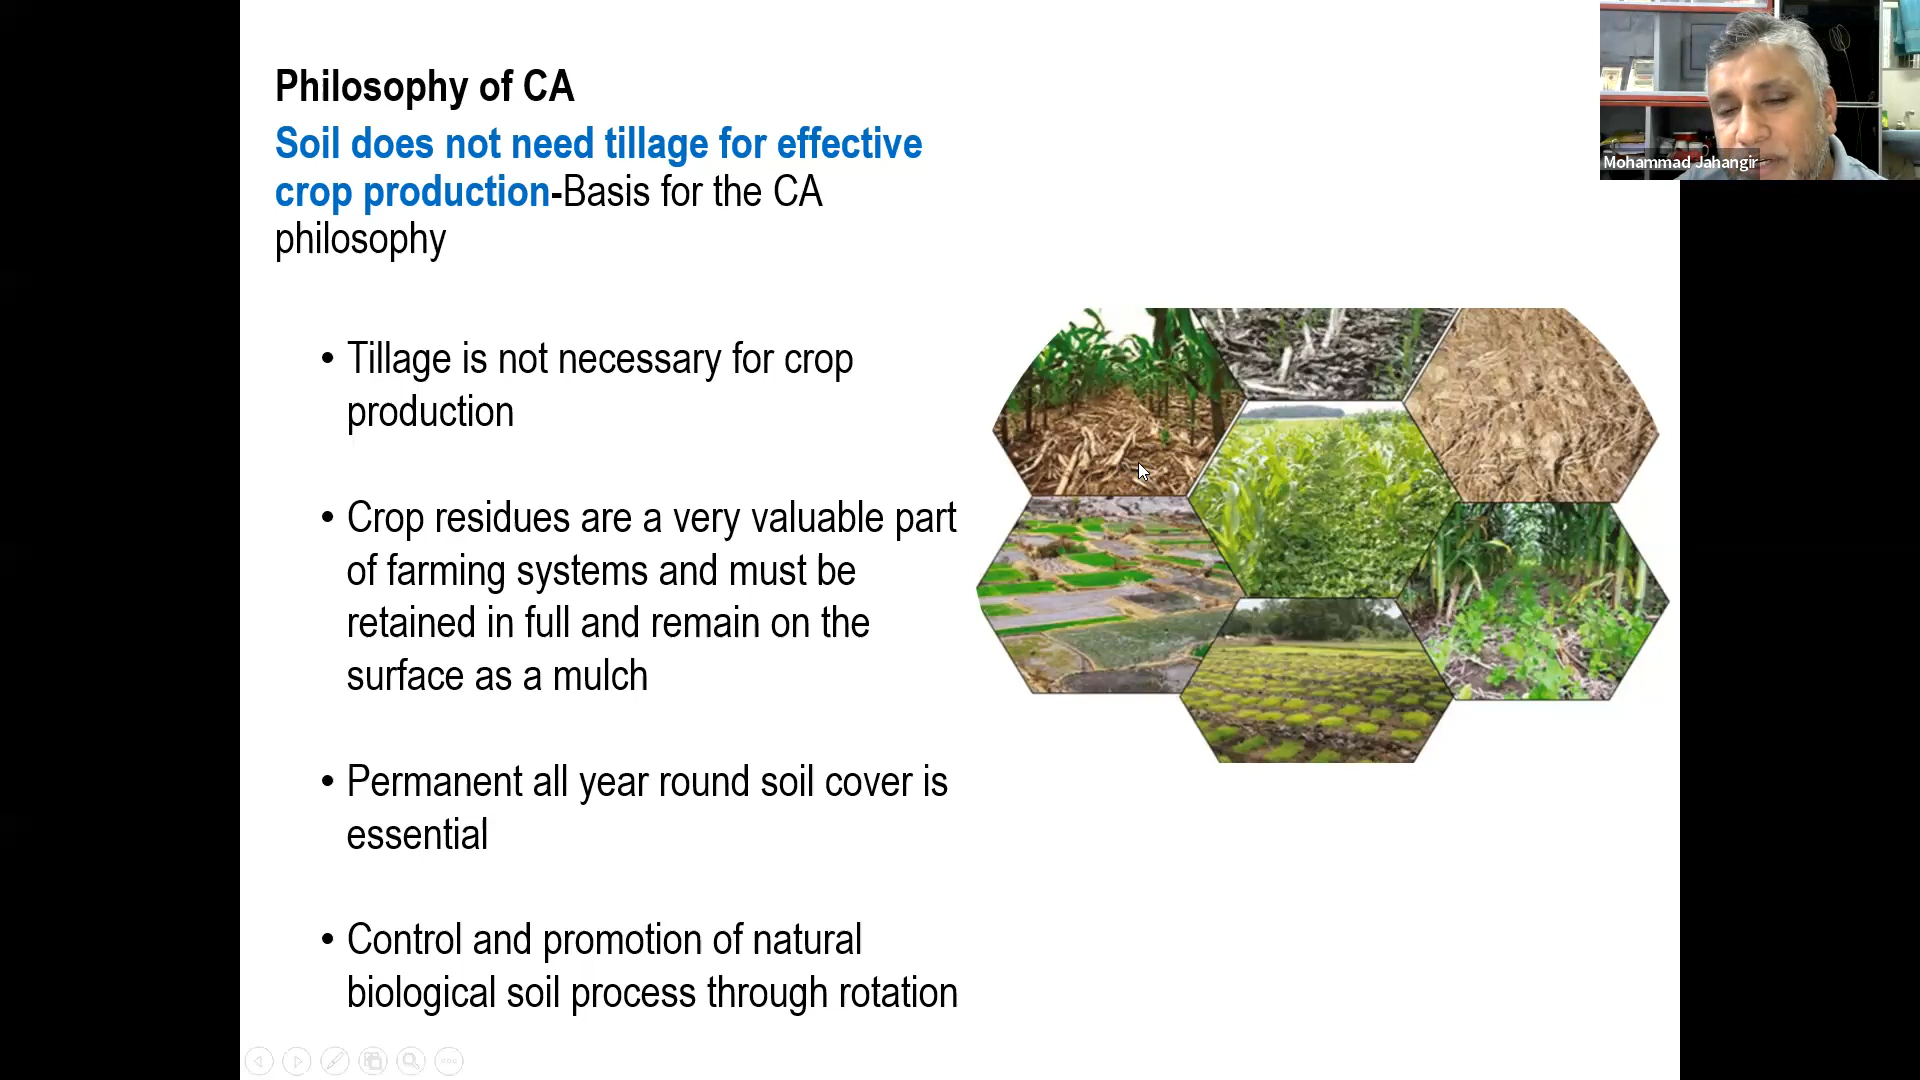 Philosophy of CA
Soil does not need tillage for effective
crop production-Basis for the CA
philosophy
• Tillage is not necessary for crop
production
• Crop residues are a very valuable part
of farming systems and must be
retained in full and remain on the
surface as a mulch
• Permanent all year round soil cover is
essential
• Control and promotion of natural
biological soil process through rotation
Mohammad Jahangir